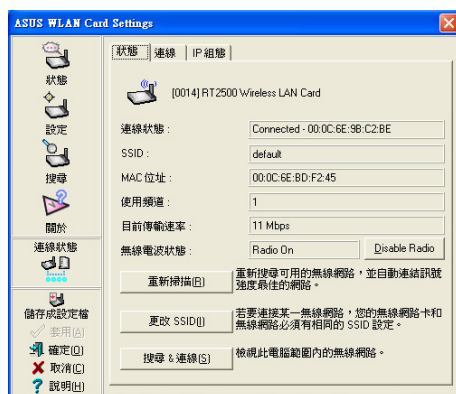 ASUS WLAN Card Settings
狀態
設定
搜尋
關於
連線狀態
儲存成設定檔
套用(A)
確定(O)
取消(C)
說明(H)
狀態 連線 IP 組態
[0014] RT2500 Wireless LAN Card
連線狀態 : Connected - 00:0C:6E:9B:C2:BE
SSID : default
MAC 位址 : 00:0C:6E:BD:F2:45
使用頻道 : 1
目前傳輸速率 : 11 Mbps
無線電波狀態 : Radio On Disable Radio
重新掃描(R) 重新搜尋可用的無線網路，並自動連結訊號
強度最佳的網路。
更改 SSID(I) 若要連接某一無線網路，您的無線網路卡和
無線網路必須有相同的 SSID 設定。
搜尋 & 連線(S) 檢視此電腦範圍內的無線網路。